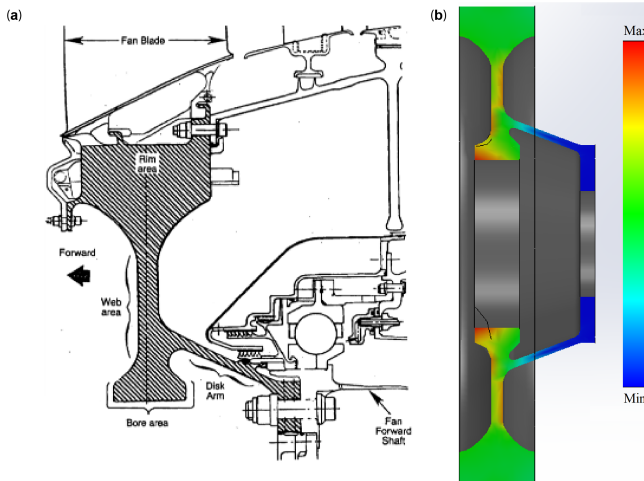 (a)
Fan Blade
Rim
area
Forward
Web
area
Disk
Arm
Bore area
Fan
Forward
Shaft
(b)
Max
Min